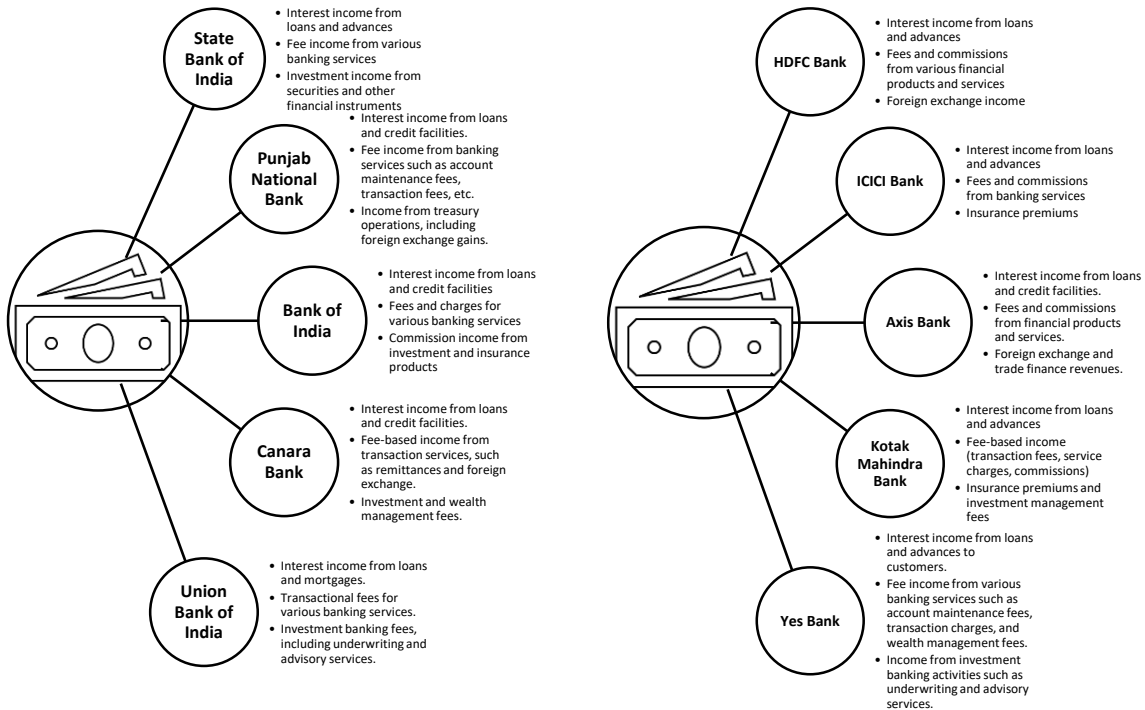 State
Bank of
India
• Interest income from
loans and advances
• Fee income from various
banking services
• Investment income from
securities and other
financial instruments
Punjab
National
Bank
• Interest income from loans
and credit facilities.
• Fee income from banking
services such as account
maintenance fees,
transaction fees, etc.
• Income from treasury
operations, including
foreign exchange gains.
Bank of
India
• Interest income from loans
and credit facilities
• Fees and charges for
various banking services
• Commission income from
investment and insurance
products
Canara
Bank
• Interest income from loans
and credit facilities.
• Fee-based income from
transaction services, such
as remittances and foreign
exchange.
• Investment and wealth
management fees.
Union
Bank of
India
• Interest income from loans
and mortgages.
• Transactional fees for
various banking services.
• Investment banking fees,
including underwriting and
advisory services.
HDFC Bank
• Interest income from loans
and advances
• Fees and commissions
from various financial
products and services
• Foreign exchange income
ICICI Bank
• Interest income from loans
and advances
• Fees and commissions
from banking services
• Insurance premiums
Axis Bank
• Interest income from loans
and credit facilities.
• Fees and commissions
from financial products
and services.
• Foreign exchange and
trade finance revenues.
Kotak
Mahindra
Bank
• Interest income from loans
and advances
• Fee-based income
(transaction fees, service
charges, commissions)
• Insurance premiums and
investment management
fees
Yes Bank
• Interest income from loans
and advances to
customers.
• Fee income from various
banking services such as
account maintenance fees,
transaction charges, and
wealth management fees.
• Income from investment
banking activities such as
underwriting and advisory
services.